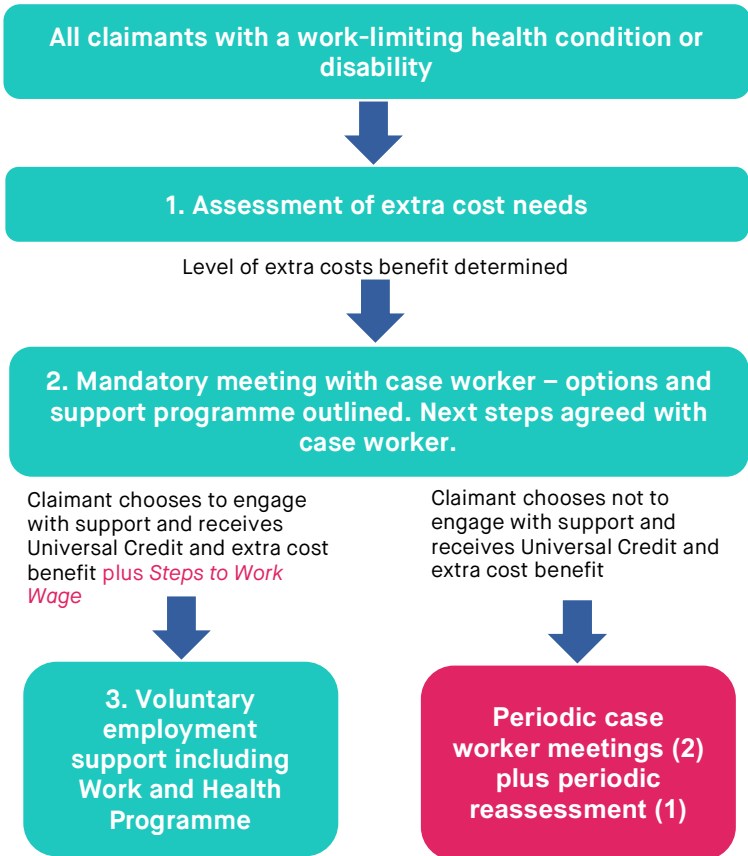 All claimants with a work-limiting health condition or
disability
1. Assessment of extra cost needs
Level of extra costs benefit determined
2. Mandatory meeting with case worker – options and
support programme outlined. Next steps agreed with
case worker.
Claimant chooses to engage
with support and receives
Universal Credit and extra cost
benefit plus Steps to Work
Wage
Claimant chooses not to
engage with support and
receives Universal Credit and
extra cost benefit
3. Voluntary
employment
support including
Work and Health
Programme
Periodic case
worker meetings (2)
plus periodic
reassessment (1)